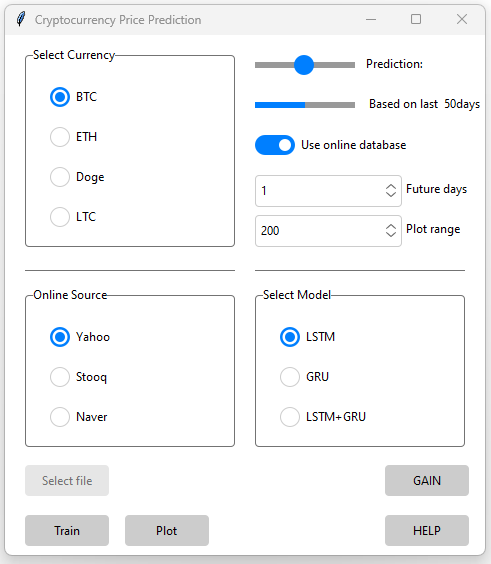 Cryptocurrency Price Prediction
Select Currency
BTC
ETH
Doge
LTC
Prediction:
Based on last 50days
Use online database
1 Future days
200 Plot range
Online Source
Yahoo
Stooq
Naver
Select Model
LSTM
GRU
LSTM+GRU
Select file
GAIN
Train
Plot
HELP